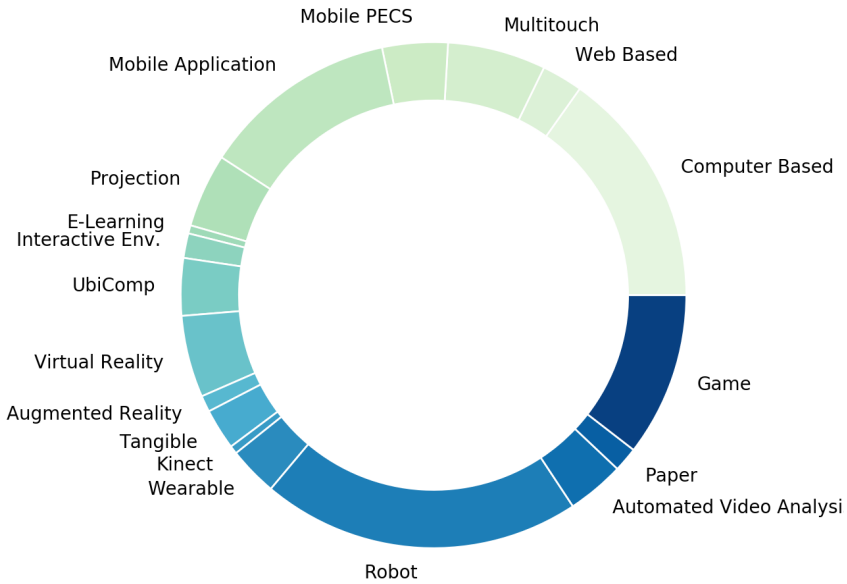 Mobile PECS
Multitouch
Web Based
Mobile Application
Computer Based
Projection
E-Learning
Interactive Env.
UbiComp
Virtual Reality
Game
Augmented Reality
Tangible
Kinect
Paper
Wearable
Automated Video Analysi
Robot